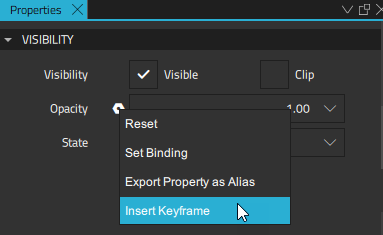 Properties
VISIBILITY
Visibility Visible Clip
Opacity 1.00
Reset
State
Set Binding
Export Property as Alias
Insert Keyframe